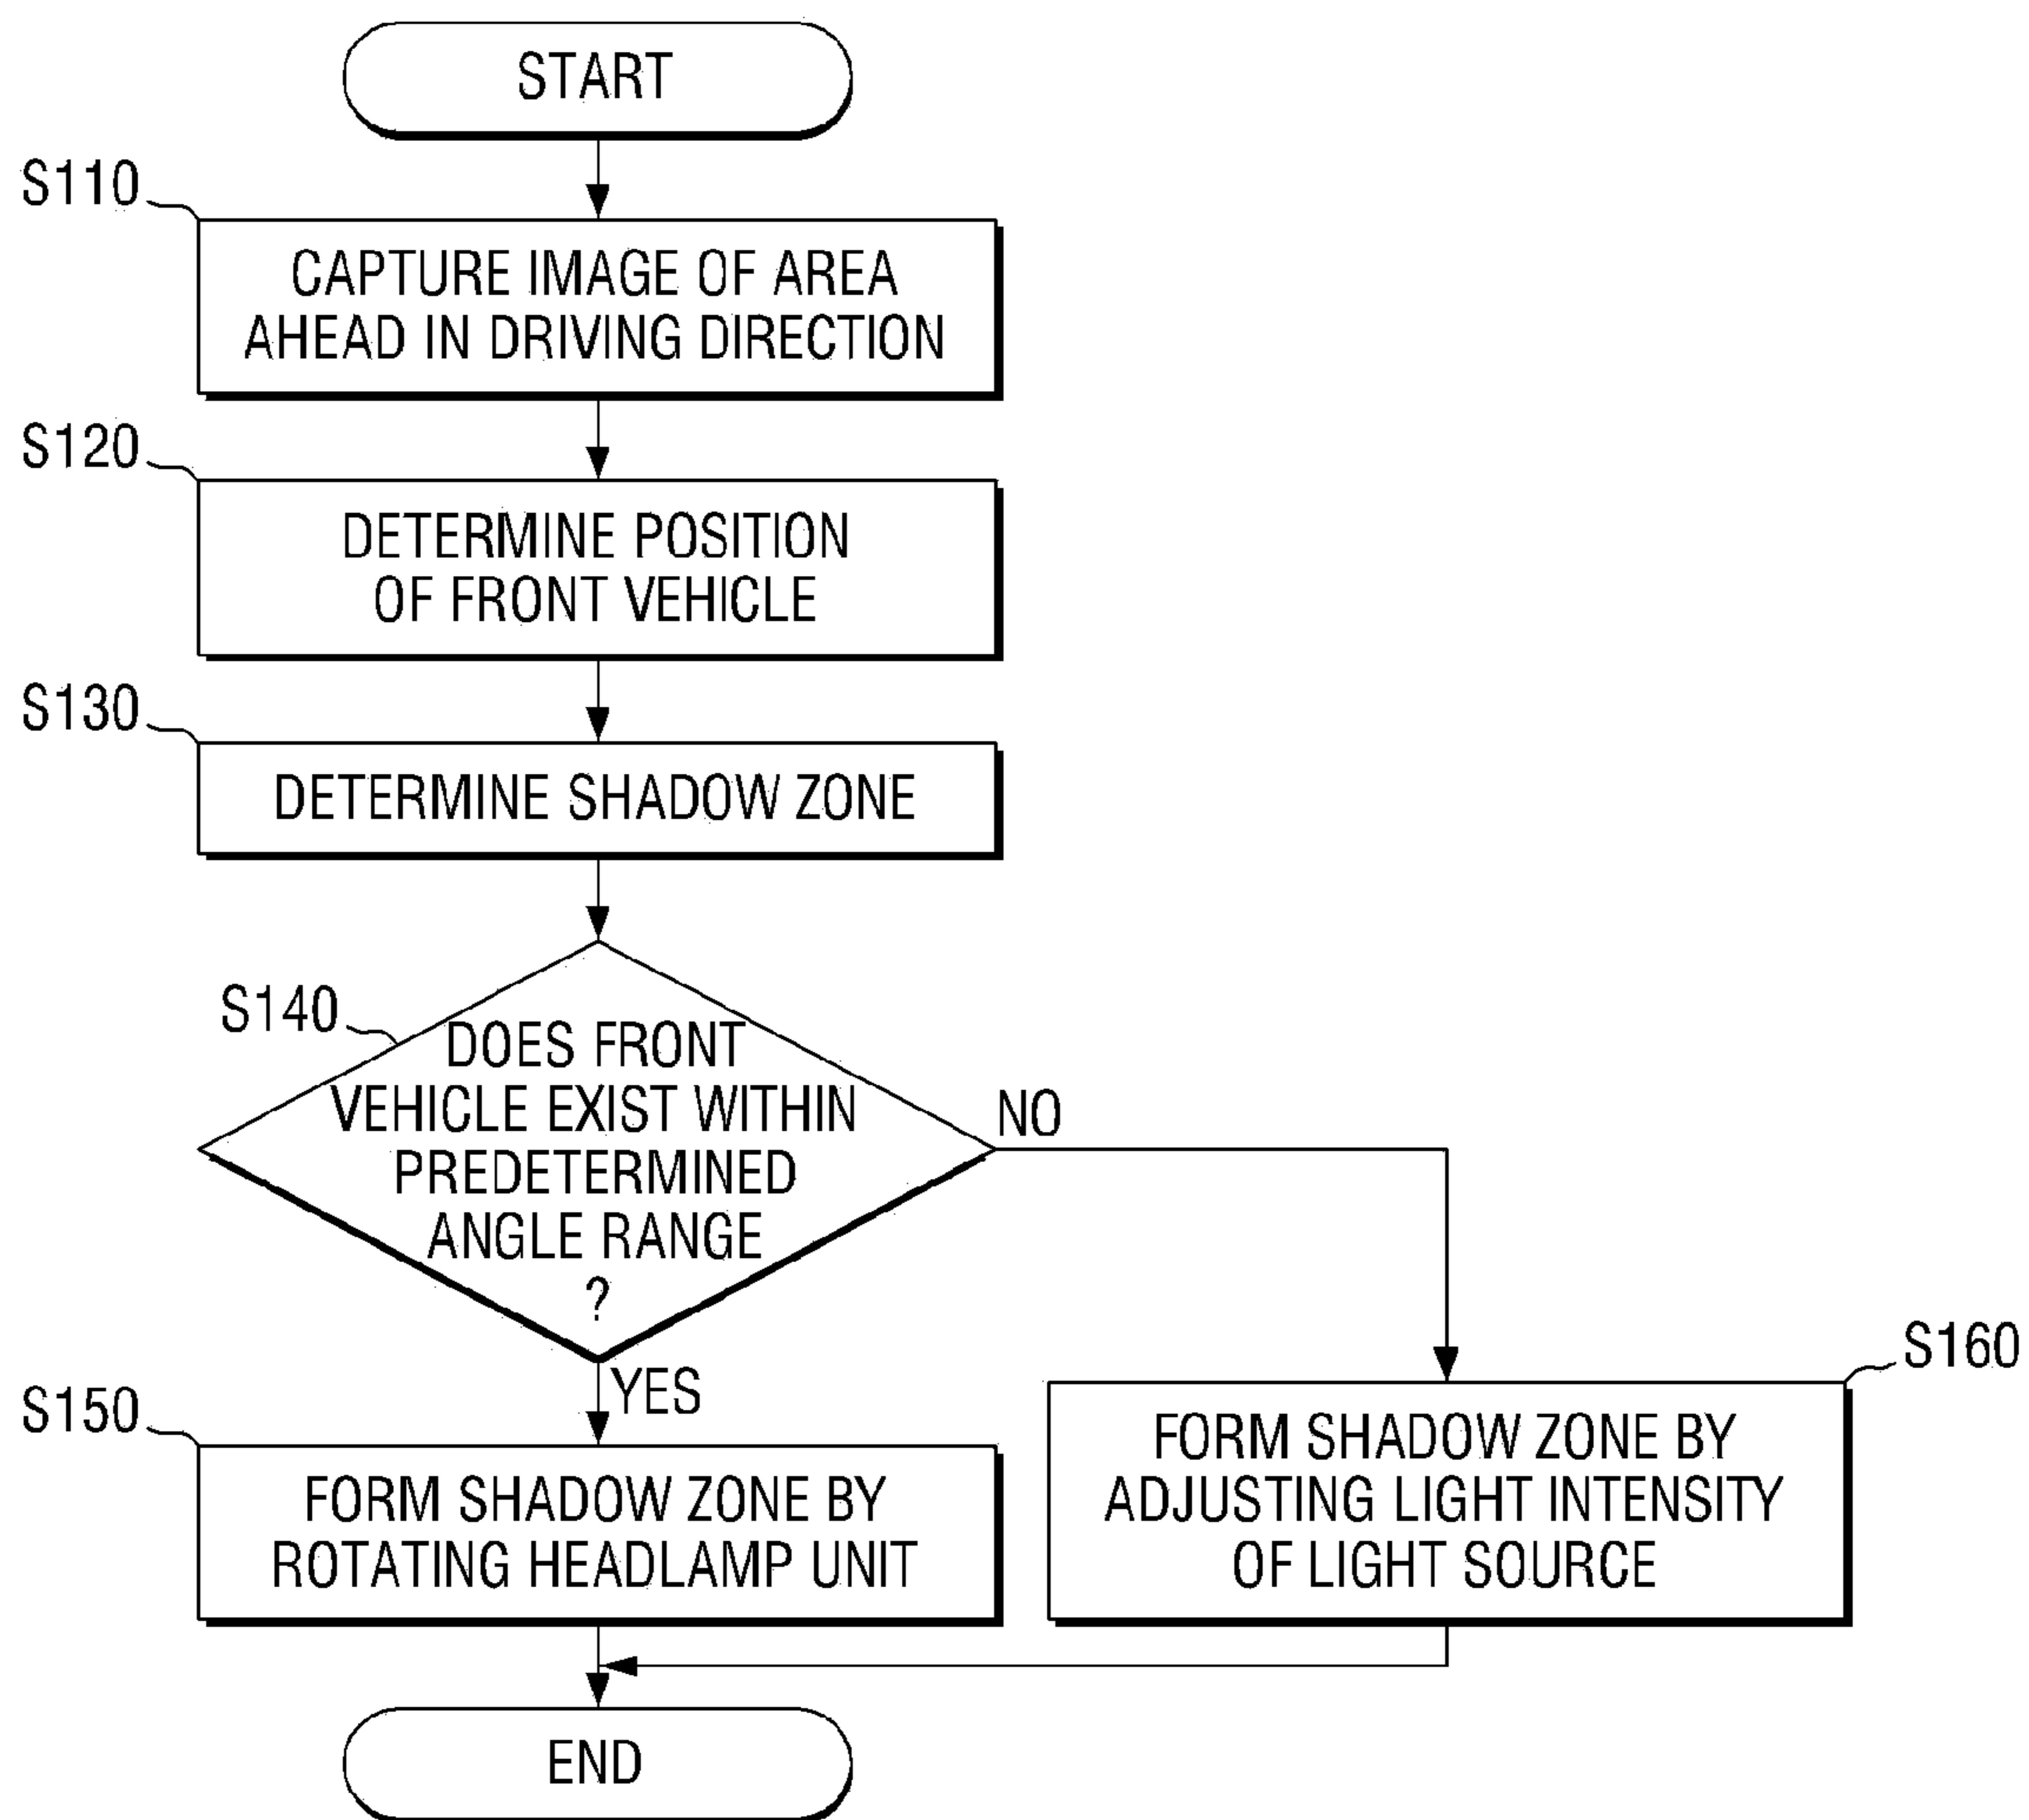 START
S110
CAPTURE IMAGE OF AREA
AHEAD IN DRIVING DIRECTION
S120
DETERMINE POSITION
OF FRONT VEHICLE
S130
DETERMINE SHADOW ZONE
S140
DOES FRONT
VEHICLE EXIST WITHIN
PREDETERMINED
ANGLE RANGE
?
NO
YES
S150
FORM SHADOW ZONE BY
ROTATING HEADLAMP UNIT
S160
FORM SHADOW ZONE BY
ADJUSTING LIGHT INTENSITY
OF LIGHT SOURCE
END